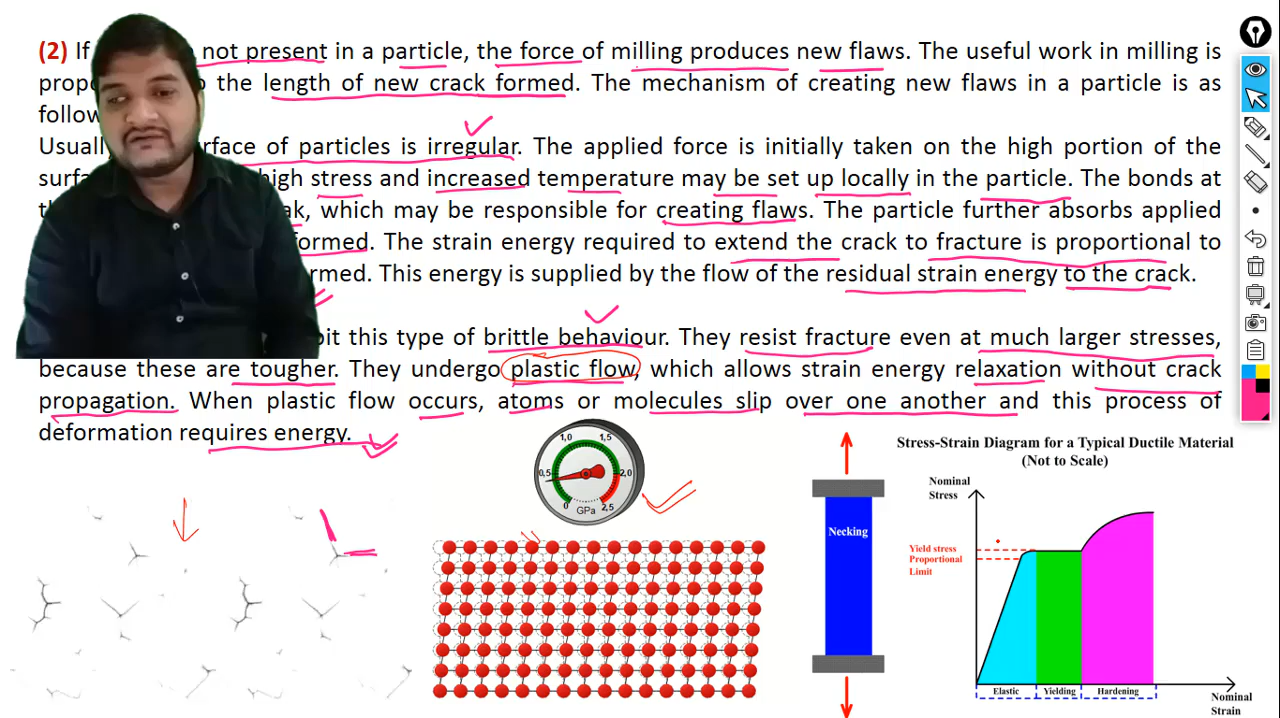 (2) If not present in a particle, the force of milling produces new flaws. The useful work in milling is
the length of new crack formed. The mechanism of creating new flaws in a particle is as
Usually of particles is irregular. The applied force is initially taken on the high portion of the
high stress and increased temperature may be set up locally in the particle. The bonds at
which may be responsible for creating flaws. The particle further absorbs applied
formed. The strain energy required to extend the crack to fracture is proportional to
This energy is supplied by the flow of the residual strain energy to the crack.
this type of brittle behaviour. They resist fracture even at much larger stresses,
because these are tougher. They undergo plastic flow, which allows strain energy relaxation without crack
propagation. When plastic flow occurs, atoms or molecules slip over one another and this process of
deformation requires energy.
1,0 1,5
0,5 2,0
0 2,5
GPa
Necking
Stress-Strain Diagram for a Typical Ductile Material
(Not to Scale)
Nominal
Stress
Yield stress
Proportional
Limit
Elastic Yielding Hardening
Nominal
Strain